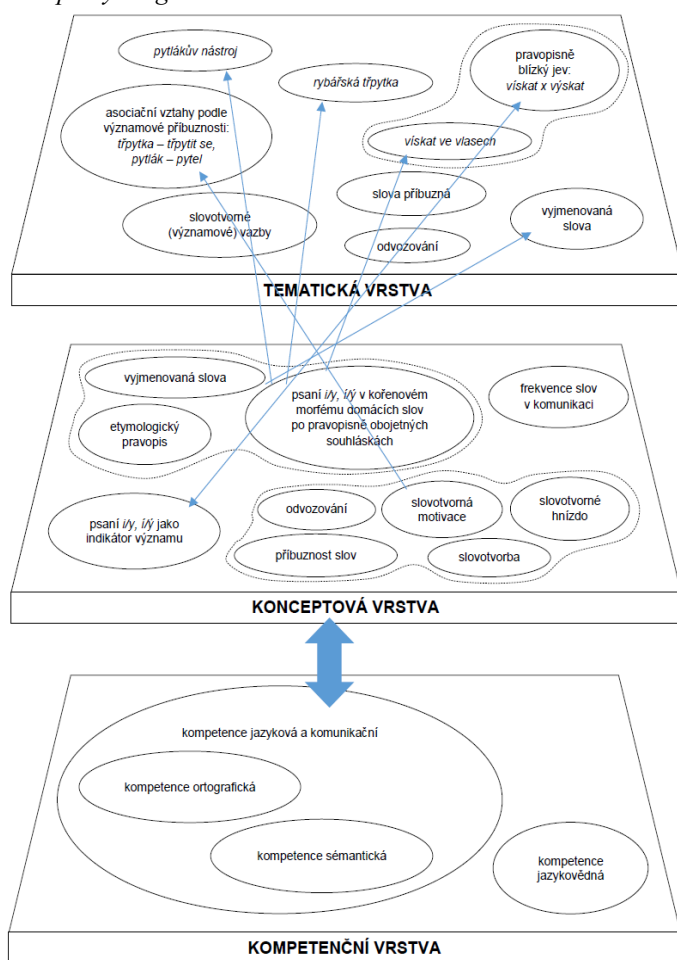 pytlákův nástroj
rybářská třpytka
pravopisně
blízký jev:
vískat x výskat
asociační vztahy podle
významové příbuznosti:
třpytka – třpytit se,
pytlák – pytel
vískat ve vlasech
slova příbuzná
slovotvorné
(významové) vazby
vyjmenovaná
slova
odvozování
TEMATICKÁ VRSTVA
vyjmenovaná slova
psaní i/y, í/ý v kořenovém
morfému domácích slov
po pravopisně obojetných
souhláskách
frekvence slov
v komunikaci
etymologický
pravopis
psaní i/y, í/ý jako
indikátor významu
odvozování
slovotvorná
motivace
slovotvorné
hnízdo
příbuznost slov
slovotvorba
KONCEPTOVÁ VRSTVA
kompetence jazyková a komunikační
kompetence ortografická
kompetence sémantická
kompetence
jazykovědná
KOMPETENČNÍ VRSTVA